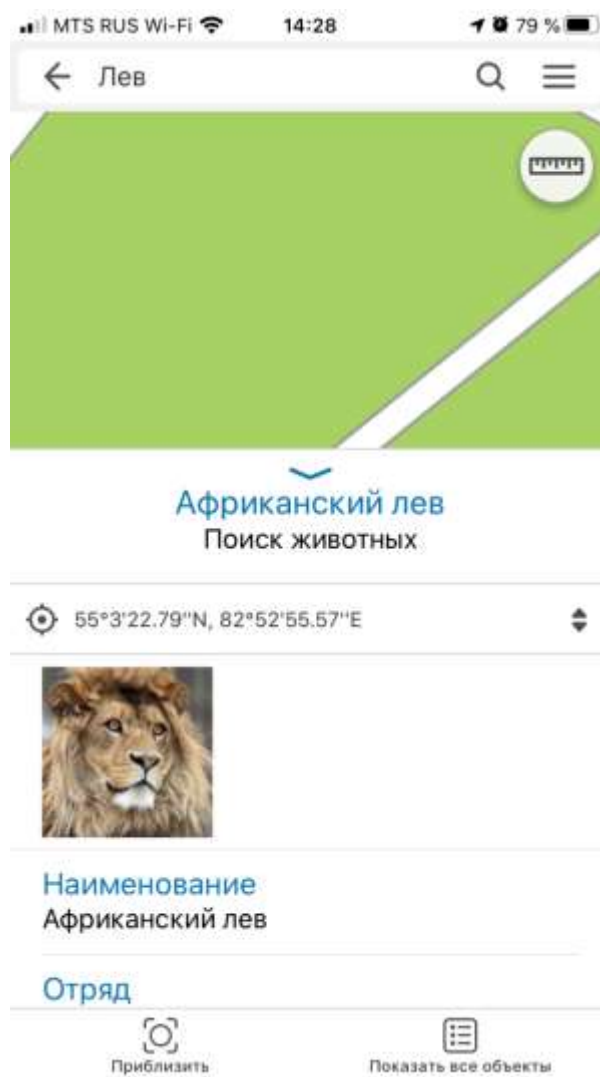 MTS RUS Wi-Fi 14:28 79 %
Лев
Африканский лев
Поиск животных
55°3'22.79"N, 82°52'55.57"E
Наименование
Африканский лев
Отряд
Приблизить Показать все объекты